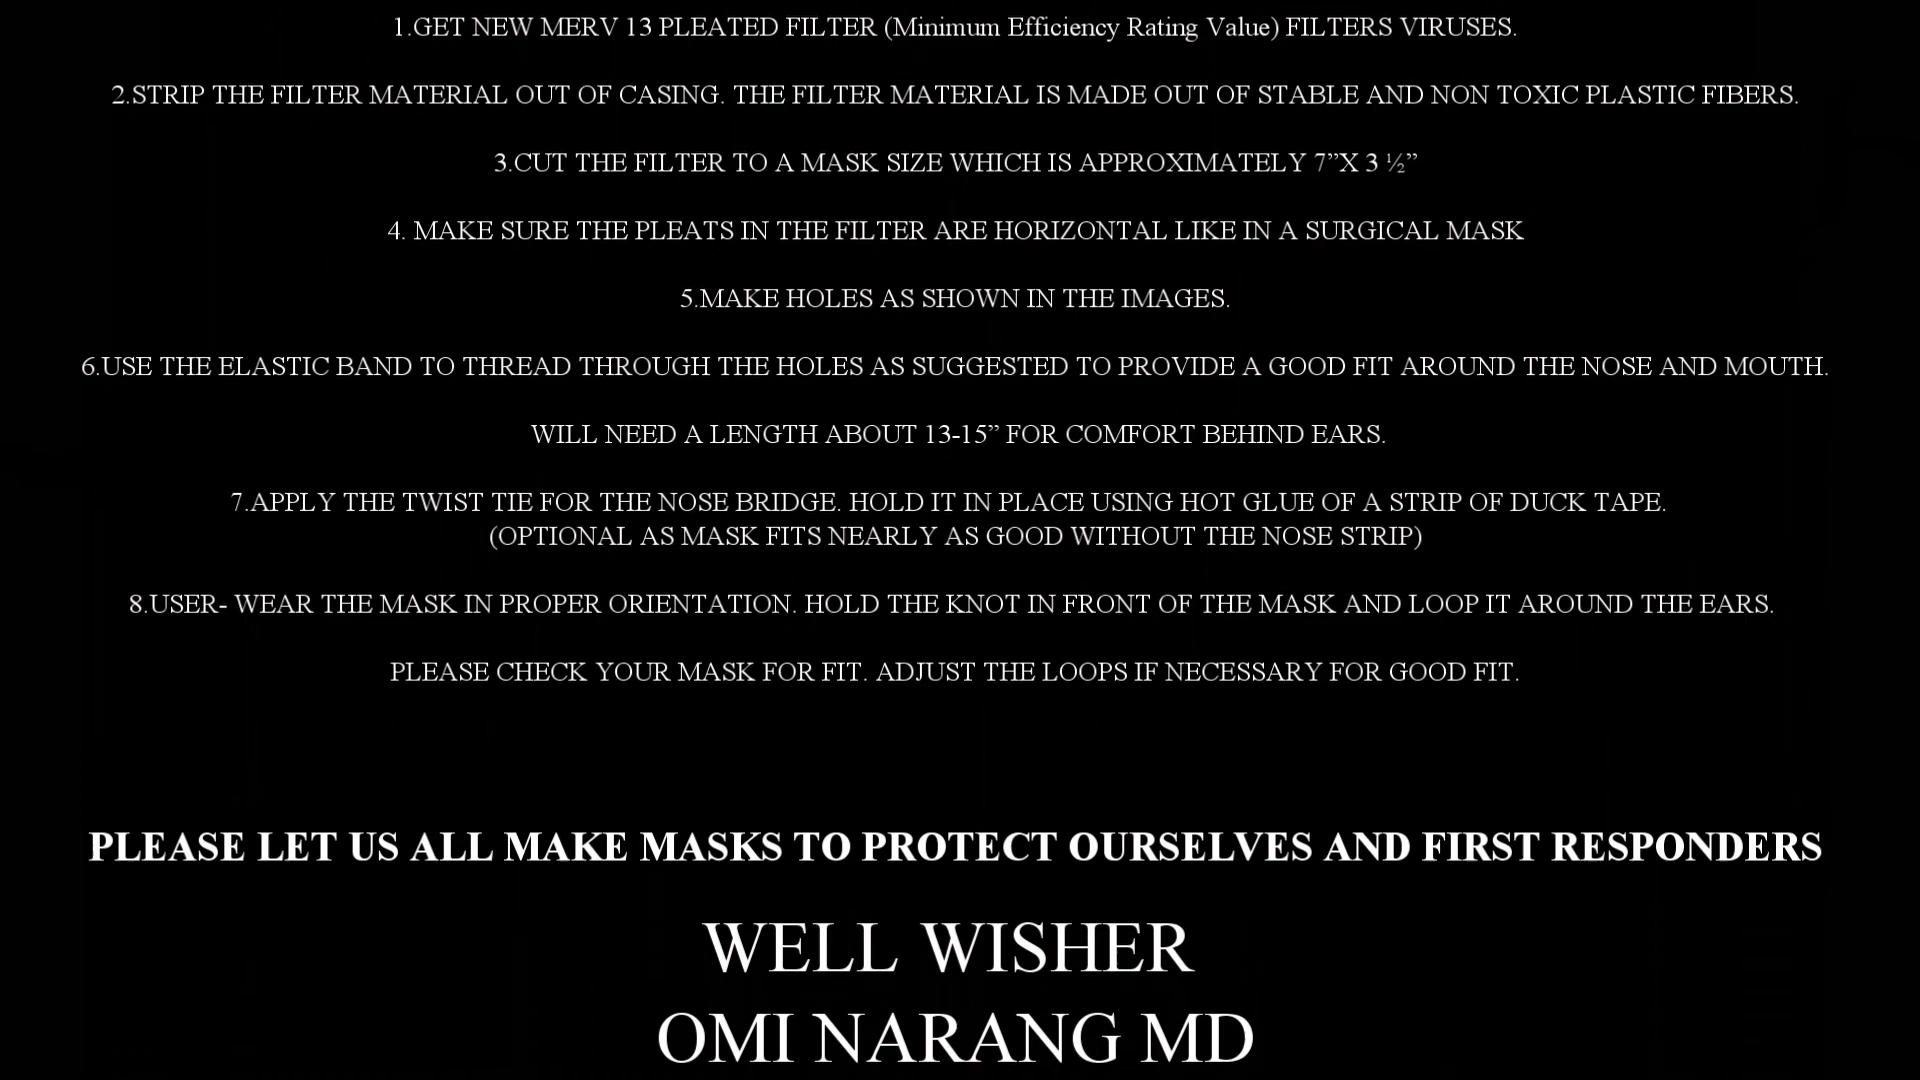 1.GET NEW MERV 13 PLEATED FILTER (Minimum Efficiency Rating Value) FILTERS VIRUSES.
2.STRIP THE FILTER MATERIAL OUT OF CASING. THE FILTER MATERIAL IS MADE OUT OF STABLE AND NON TOXIC PLASTIC FIBERS.
3.CUT THE FILTER TO A MASK SIZE WHICH IS APPROXIMATELY 7”X 3 ½”
4. MAKE SURE THE PLEATS IN THE FILTER ARE HORIZONTAL LIKE IN A SURGICAL MASK
5.MAKE HOLES AS SHOWN IN THE IMAGES.
6.USE THE ELASTIC BAND TO THREAD THROUGH THE HOLES AS SUGGESTED TO PROVIDE A GOOD FIT AROUND THE NOSE AND MOUTH.
WILL NEED A LENGTH ABOUT 13-15” FOR COMFORT BEHIND EARS.
7.APPLY THE TWIST TIE FOR THE NOSE BRIDGE. HOLD IT IN PLACE USING HOT GLUE OF A STRIP OF DUCK TAPE.
(OPTIONAL AS MASK FITS NEARLY AS GOOD WITHOUT THE NOSE STRIP)
8.USER- WEAR THE MASK IN PROPER ORIENTATION. HOLD THE KNOT IN FRONT OF THE MASK AND LOOP IT AROUND THE EARS.
PLEASE CHECK YOUR MASK FOR FIT. ADJUST THE LOOPS IF NECESSARY FOR GOOD FIT.
PLEASE LET US ALL MAKE MASKS TO PROTECT OURSELVES AND FIRST RESPONDERS
WELL WISHER
OMI NARANG MD